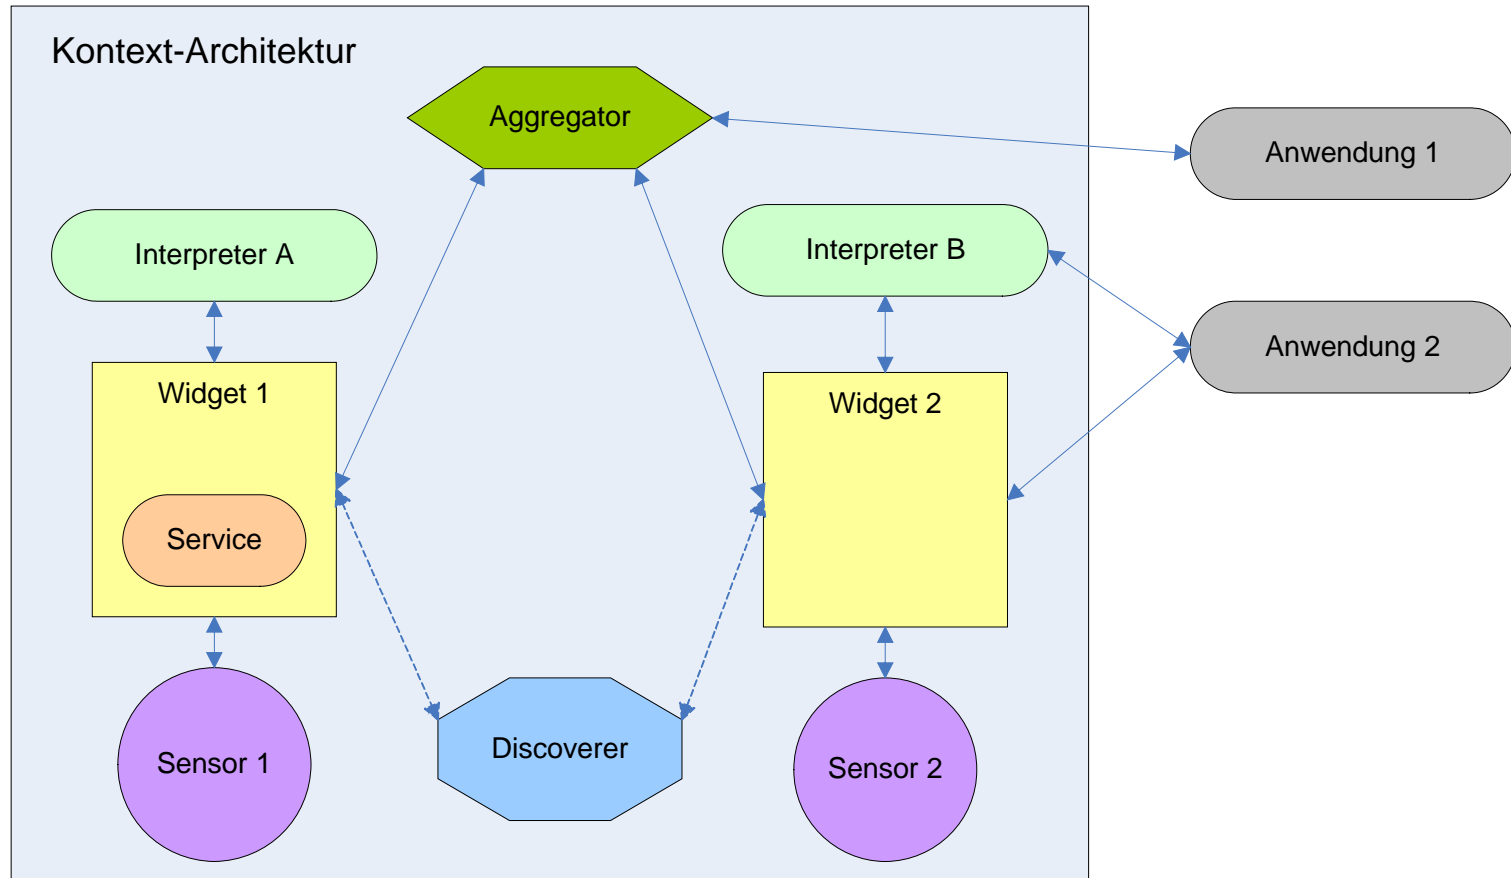 Kontext-Architektur
Aggregator
Anwendung 1
Interpreter A
Interpreter B
Anwendung 2
Widget 1
Widget 2
Service
Sensor 1
Discoverer
Sensor 2